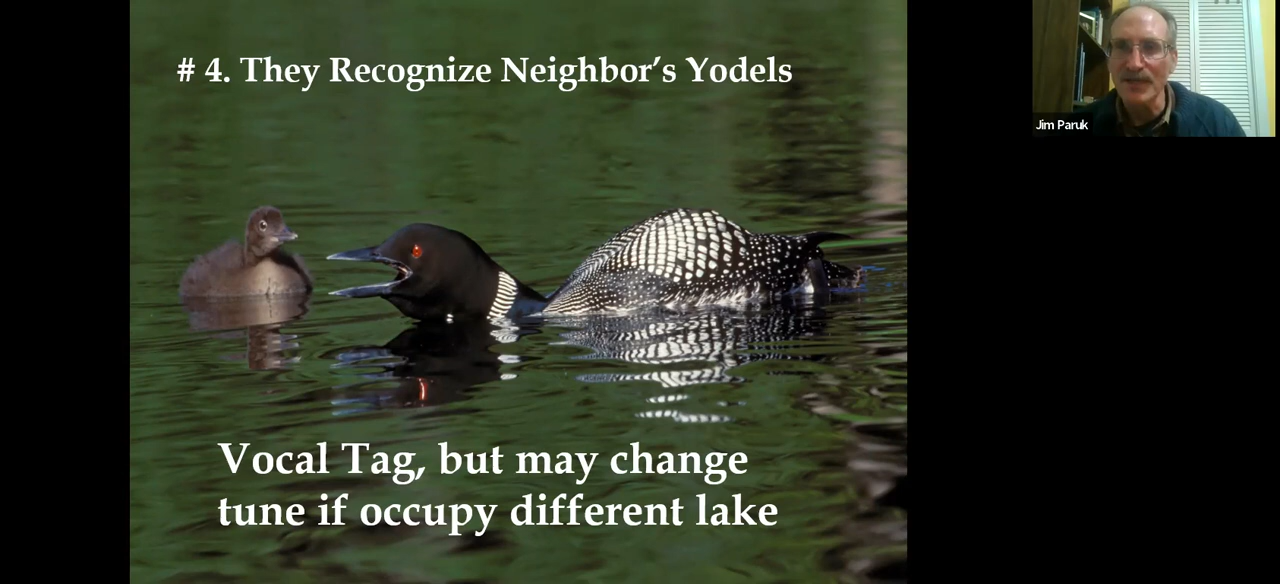 # 4. They Recognize Neighbor's Yodels
Jim Paruk
Vocal Tag, but may change
tune if occupy different lake